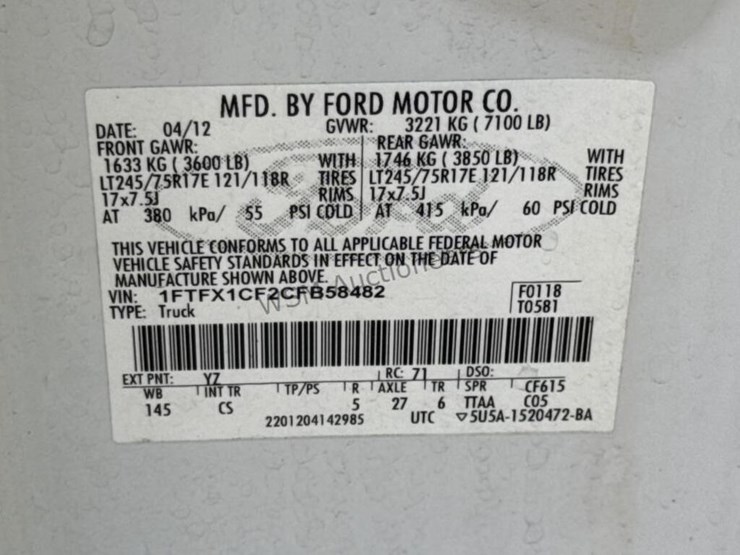 MFD. BY FORD MOTOR CO.
DATE: 04/12 GVWR: 3221 KG ( 7100 LB)
FRONT GAWR: REAR GAWR:
1633 KG ( 3600 LB) WITH 1746 KG ( 3850 LB) WITH
LT245/75R17E 121/118R TIRES LT245/75R17E 121/118R TIRES
17x7.5J RIMS 17x7.5J RIMS
AT 380 kPa/ 55 PSI COLD AT 415 kPa/ 60 PSI COLD
THIS VEHICLE CONFORMS TO ALL APPLICABLE FEDERAL MOTOR
VEHICLE SAFETY STANDARDS IN EFFECT ON THE DATE OF
MANUFACTURE SHOWN ABOVE.
VIN: 1FTFX1CF2CFB58482 F0118
TYPE: Truck T0581
EXT PNT: YZ RC: 71 DSO:
WB INT TR TP/PS R AXLE TR SPR CF615
145 CS 5 27 6 TTAA C05
2201204142985 UTC ▽5U5A-1520472-BA